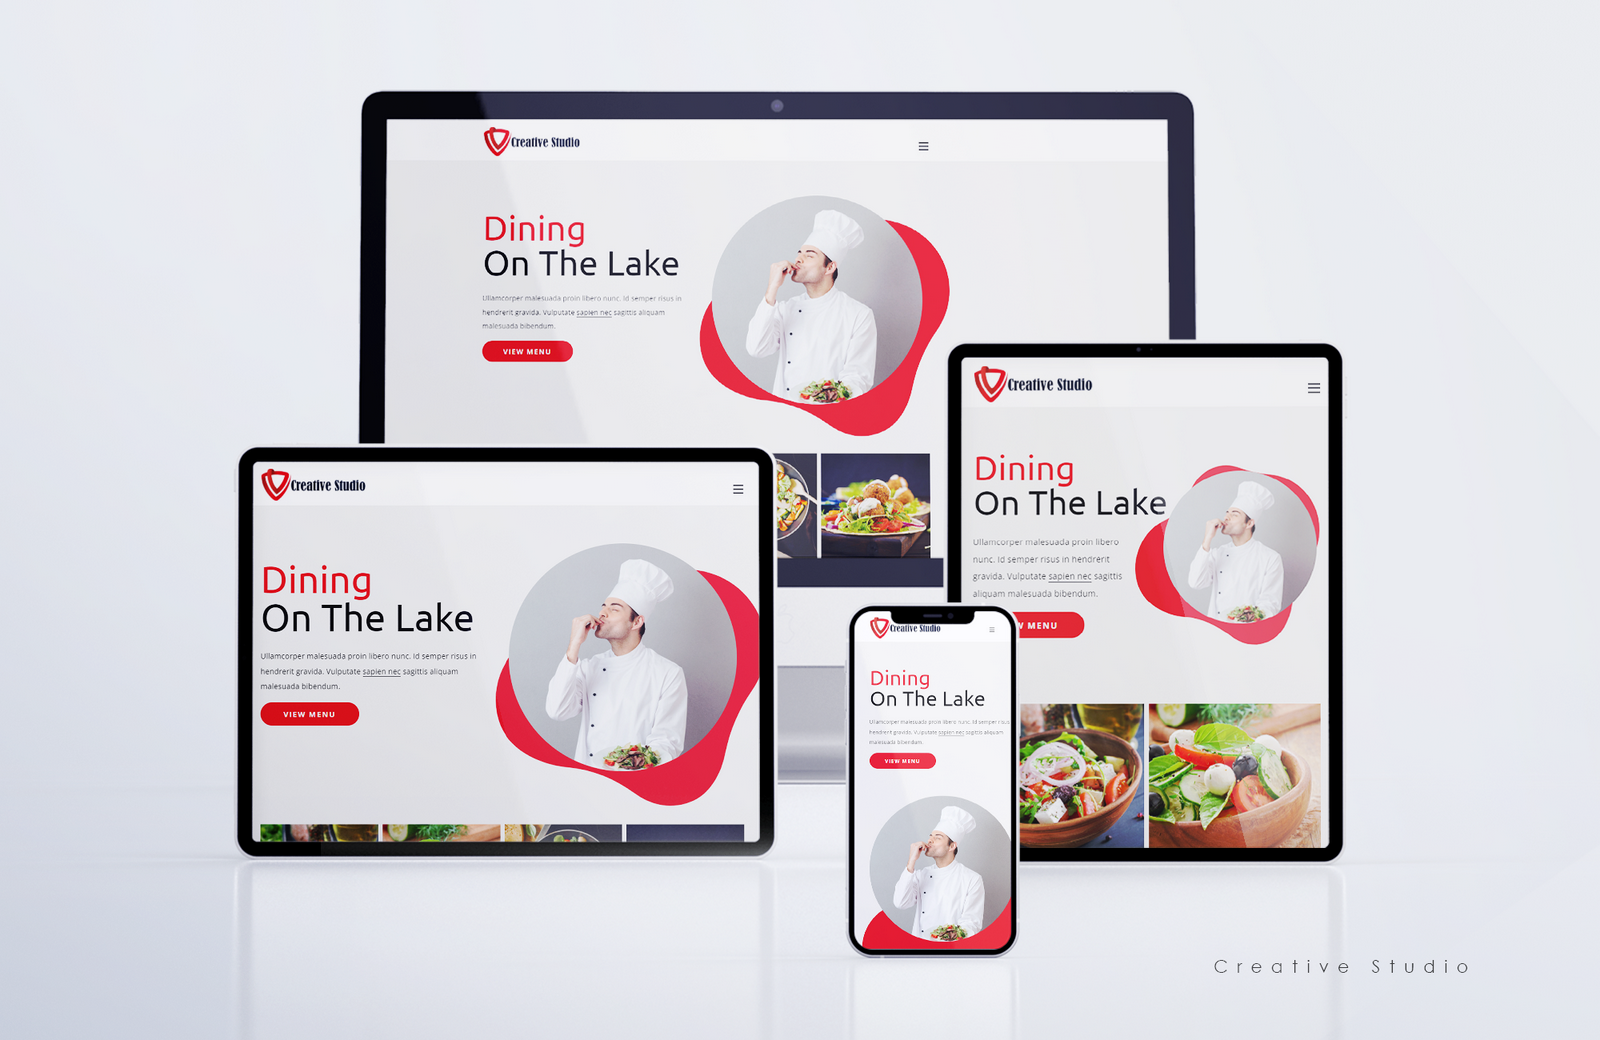 Creative Studio
Dining
On The Lake
Ullamcorper malesuada proin libero nunc. Id semper risus in
hendrerit gravida. Vulputate sapien nec sagittis aliquam
malesuada bibendum.
VIEW MENU
Creative Studio
Dining
On The Lake
Ullamcorper malesuada proin libero
nunc. Id semper risus in hendrerit
gravida. Vulputate sapien nec sagittis
aliquam malesuada bibendum.
W MENU
Creative Studio
Dining
On The Lake
Ullamcorper malesuada proin libero nunc. Id semper risus in
hendrerit gravida. Vulputate sapien nec sagittis aliquam
malesuada bibendum.
VIEW MENU
Creative Studio
Dining
On The Lake
Ullamcorper malesuada proin libero nunc. Id semper risus
hendrerit gravida. Vulputate sapien nec sagittis aliquam
malesuada bibendum.
VIEW MENU
Creative Studio